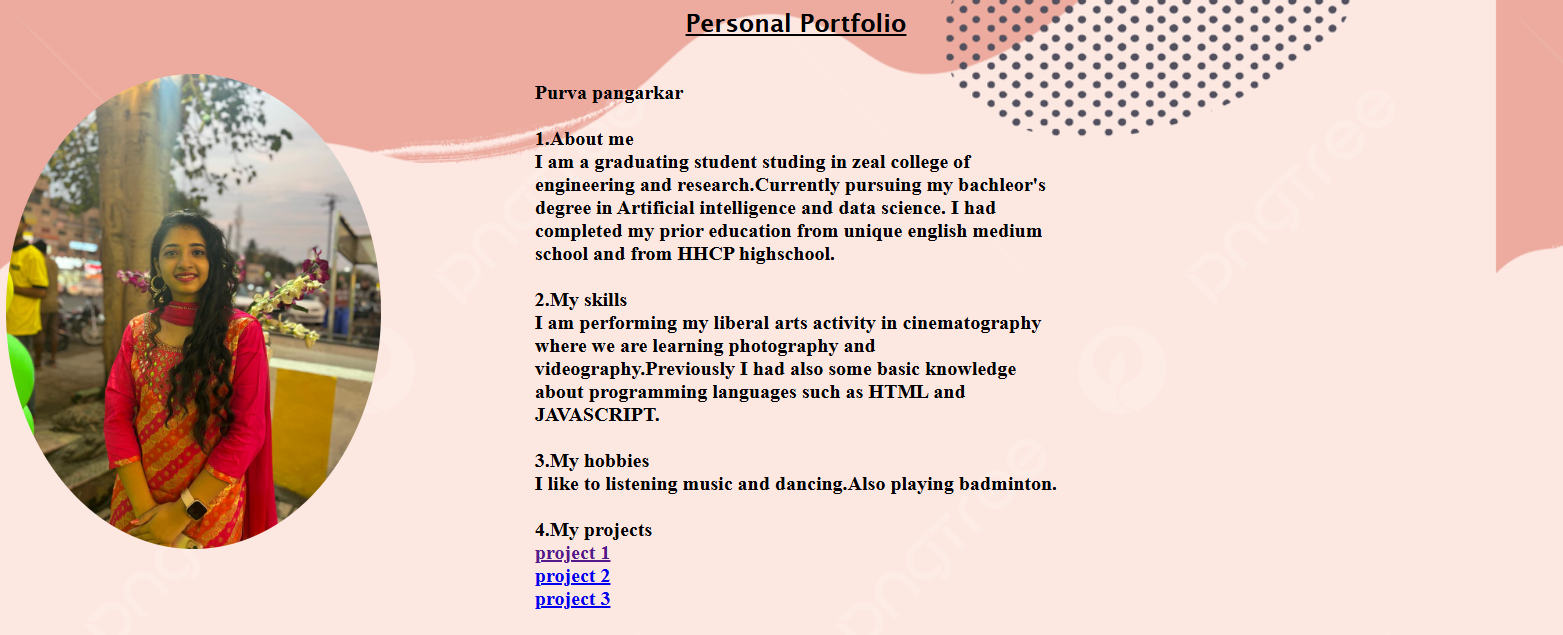 Personal Portfolio
Purva pangarkar
1.About me
I am a graduating student studing in zeal college of
engineering and research.Currently pursuing my bachleor's
degree in Artificial intelligence and data science. I had
completed my prior education from unique english medium
school and from HHCP highschool.
2.My skills
I am performing my liberal arts activity in cinematography
where we are learning photography and
videography.Previously I had also some basic knowledge
about programming languages such as HTML and
JAVASCRIPT.
3.My hobbies
I like to listening music and dancing.Also playing badminton.
4.My projects
project 1
project 2
project 3
pngtree
pngtree
pngtree
pngtree